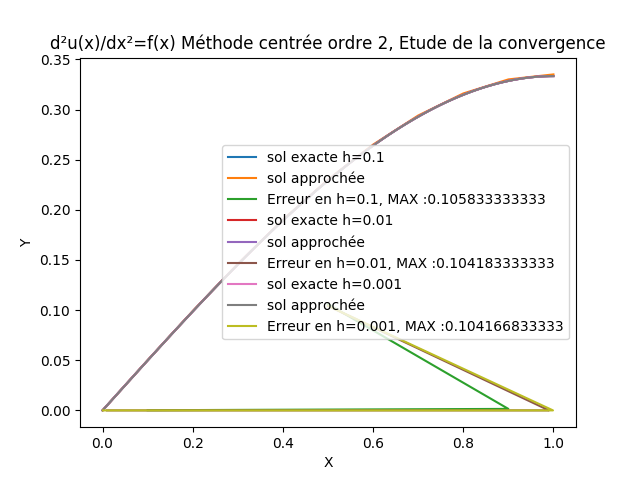 d²u(x)/dx²=f(x) Méthode centrée ordre 2, Etude de la convergence
0.35
0.30
0.25
0.20
0.15
0.10
0.05
0.00
Y
sol exacte h=0.1
sol approchée
Erreur en h=0.1, MAX :0.105833333333
sol exacte h=0.01
sol approchée
Erreur en h=0.01, MAX :0.104183333333
sol exacte h=0.001
sol approchée
Erreur en h=0.001, MAX :0.104166833333
0.0 0.2 0.4 0.6 0.8 1.0
X